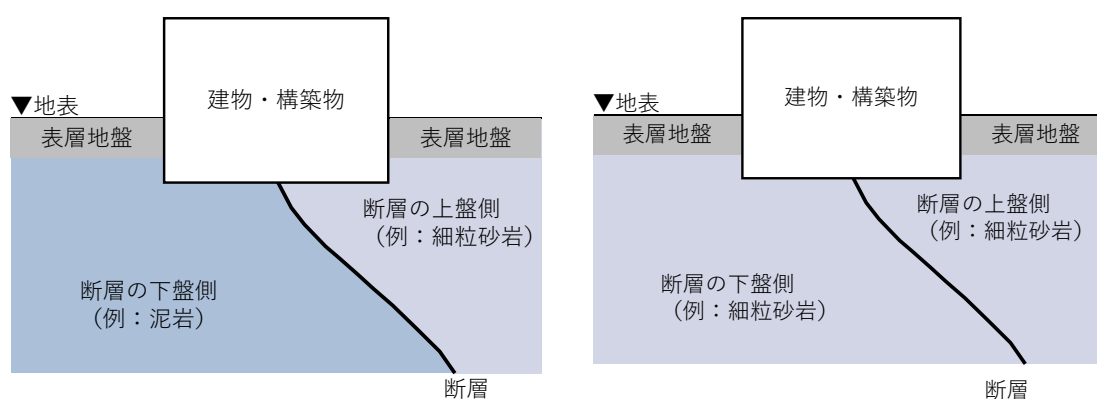 建物・構築物
▼地表
表層地盤
表層地盤
断層の上盤側
（例：細粒砂岩）
断層の下盤側
（例：泥岩）
断層
建物・構築物
▼地表
表層地盤
表層地盤
断層の上盤側
（例：細粒砂岩）
断層の下盤側
（例：細粒砂岩）
断層